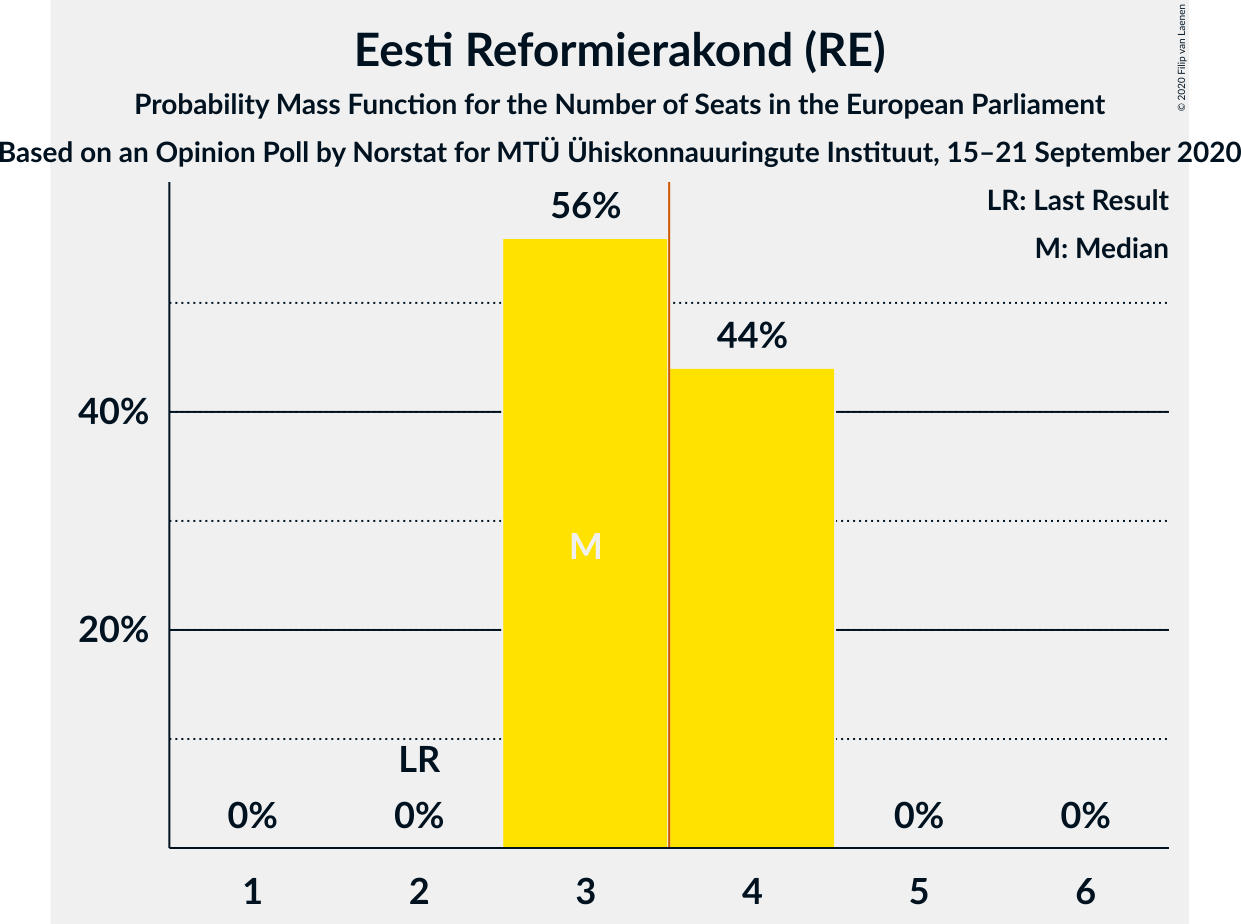 Eesti Reformierakond (RE)
Probability Mass Function for the Number of Seats in the European Parliament
Based on an Opinion Poll by Norstat for MTÜ Ühiskonnauuringute Instituut, 15–21 September 2020
© 2020 Filip van Laenen
LR: Last Result
M: Median
56%
44%
40%
M
20%
LR
0% 0% 0% 0%
1 2 3 4 5 6